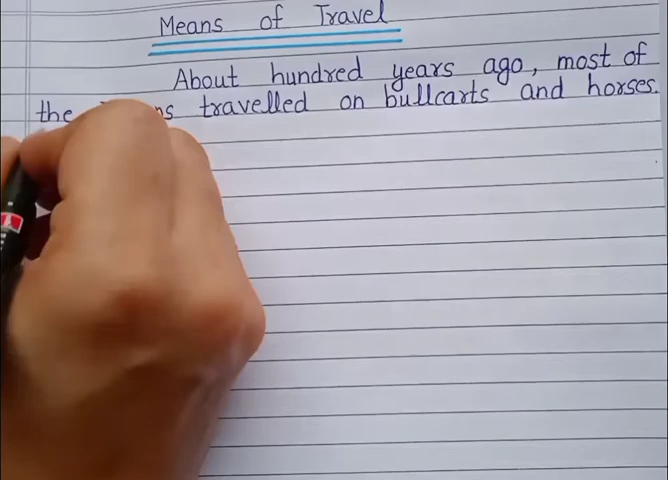 Means of Travel
About hundred years ago, most of
the travelled on bullcarts and horses.